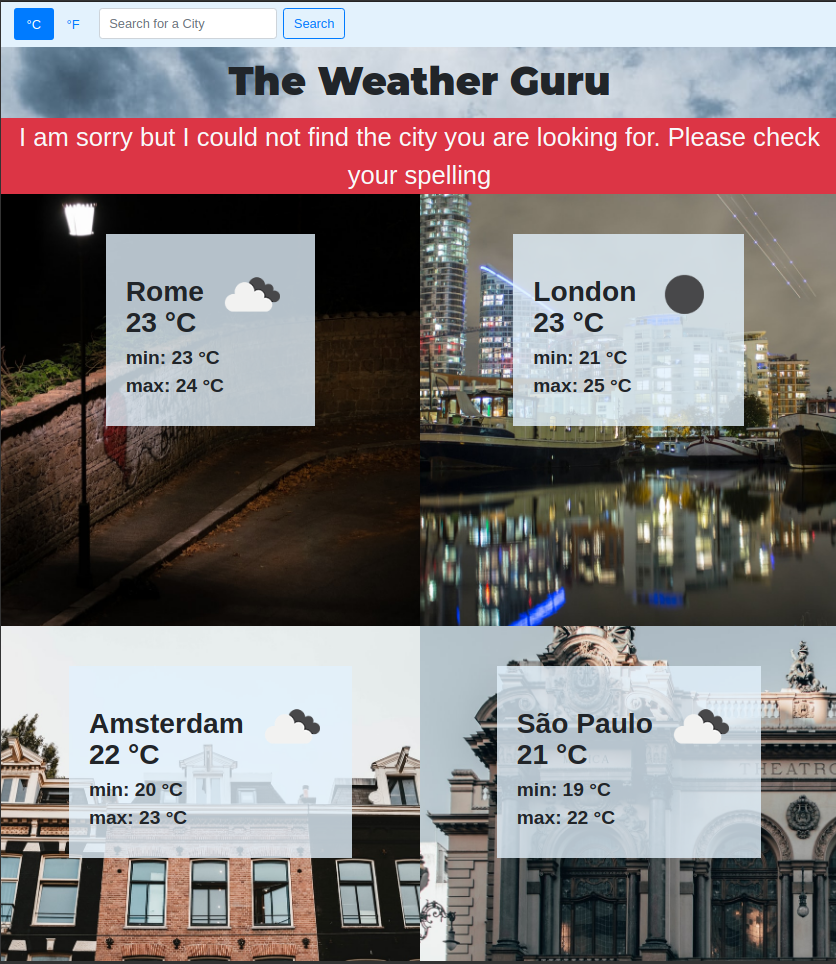 °C °F Search for a City Search
The Weather Guru
I am sorry but I could not find the city you are looking for. Please check
your spelling
Rome
23 °C
min: 23 °C
max: 24 °C
London
23 °C
min: 21 °C
max: 25 °C
Amsterdam
22 °C
min: 20 °C
max: 23 °C
São Paulo
21 °C
min: 19 °C
max: 22 °C
THEATRO